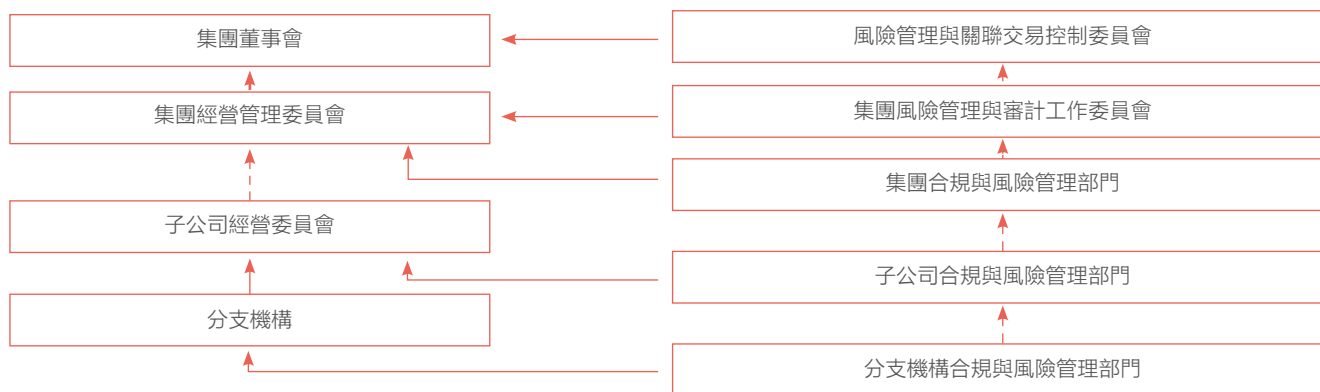 集團董事會
風險管理與關聯交易控制委員會
集團經營管理委員會
集團風險管理與審計工作委員會
集團合規與風險管理部門
子公司經營委員會
子公司合規與風險管理部門
分支機構
分支機構合規與風險管理部門